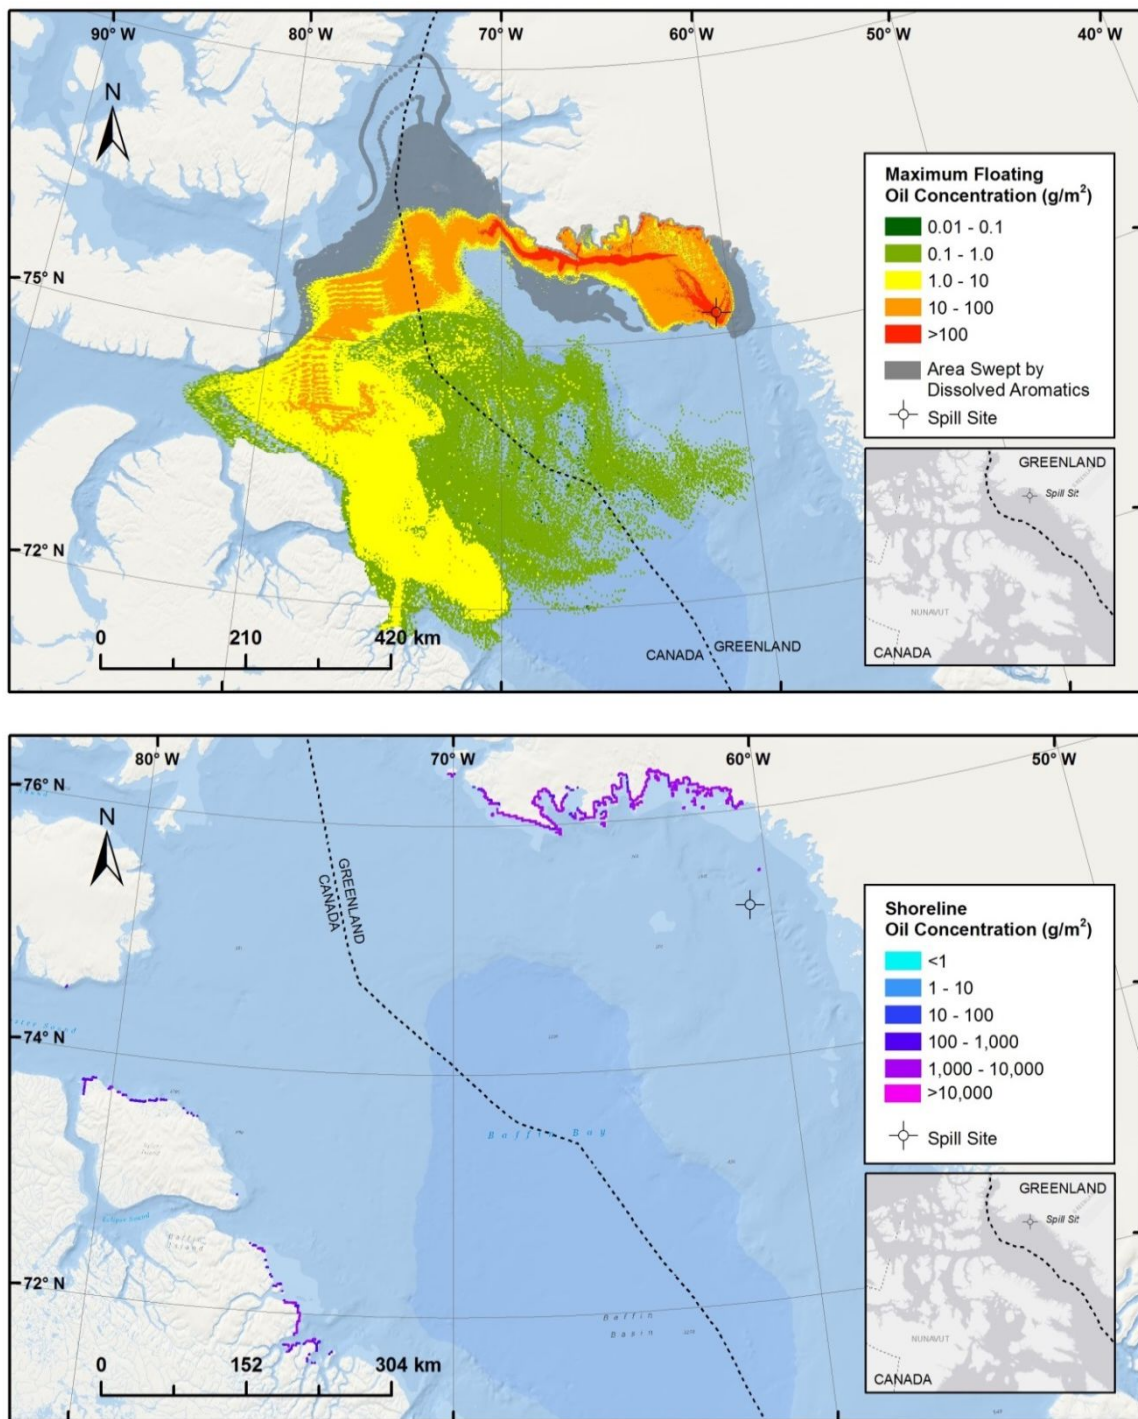 90° W
80° W
70° W
60° W
50° W
40° W
N
75° N
72° N
Maximum Floating
Oil Concentration (g/m²)
0.01 - 0.1
0.1 - 1.0
1.0 - 10
10 - 100
>100
Area Swept by
Dissolved Aromatics
Spill Site
GREENLAND
Spill Sit
NUNAVUT
CANADA
0 210 420 km
CANADA GREENLAND
80° W
70° W
60° W
50° W
76° N
N
GREENLAND
CANADA
74° N
Baffin Bay
72° N
Eclipse Sound
Baffin
Basin
Shoreline
Oil Concentration (g/m²)
<1
1 - 10
10 - 100
100 - 1,000
1,000 - 10,000
>10,000
Spill Site
GREENLAND
Spill Sit
NUNAVUT
CANADA
0 152 304 km